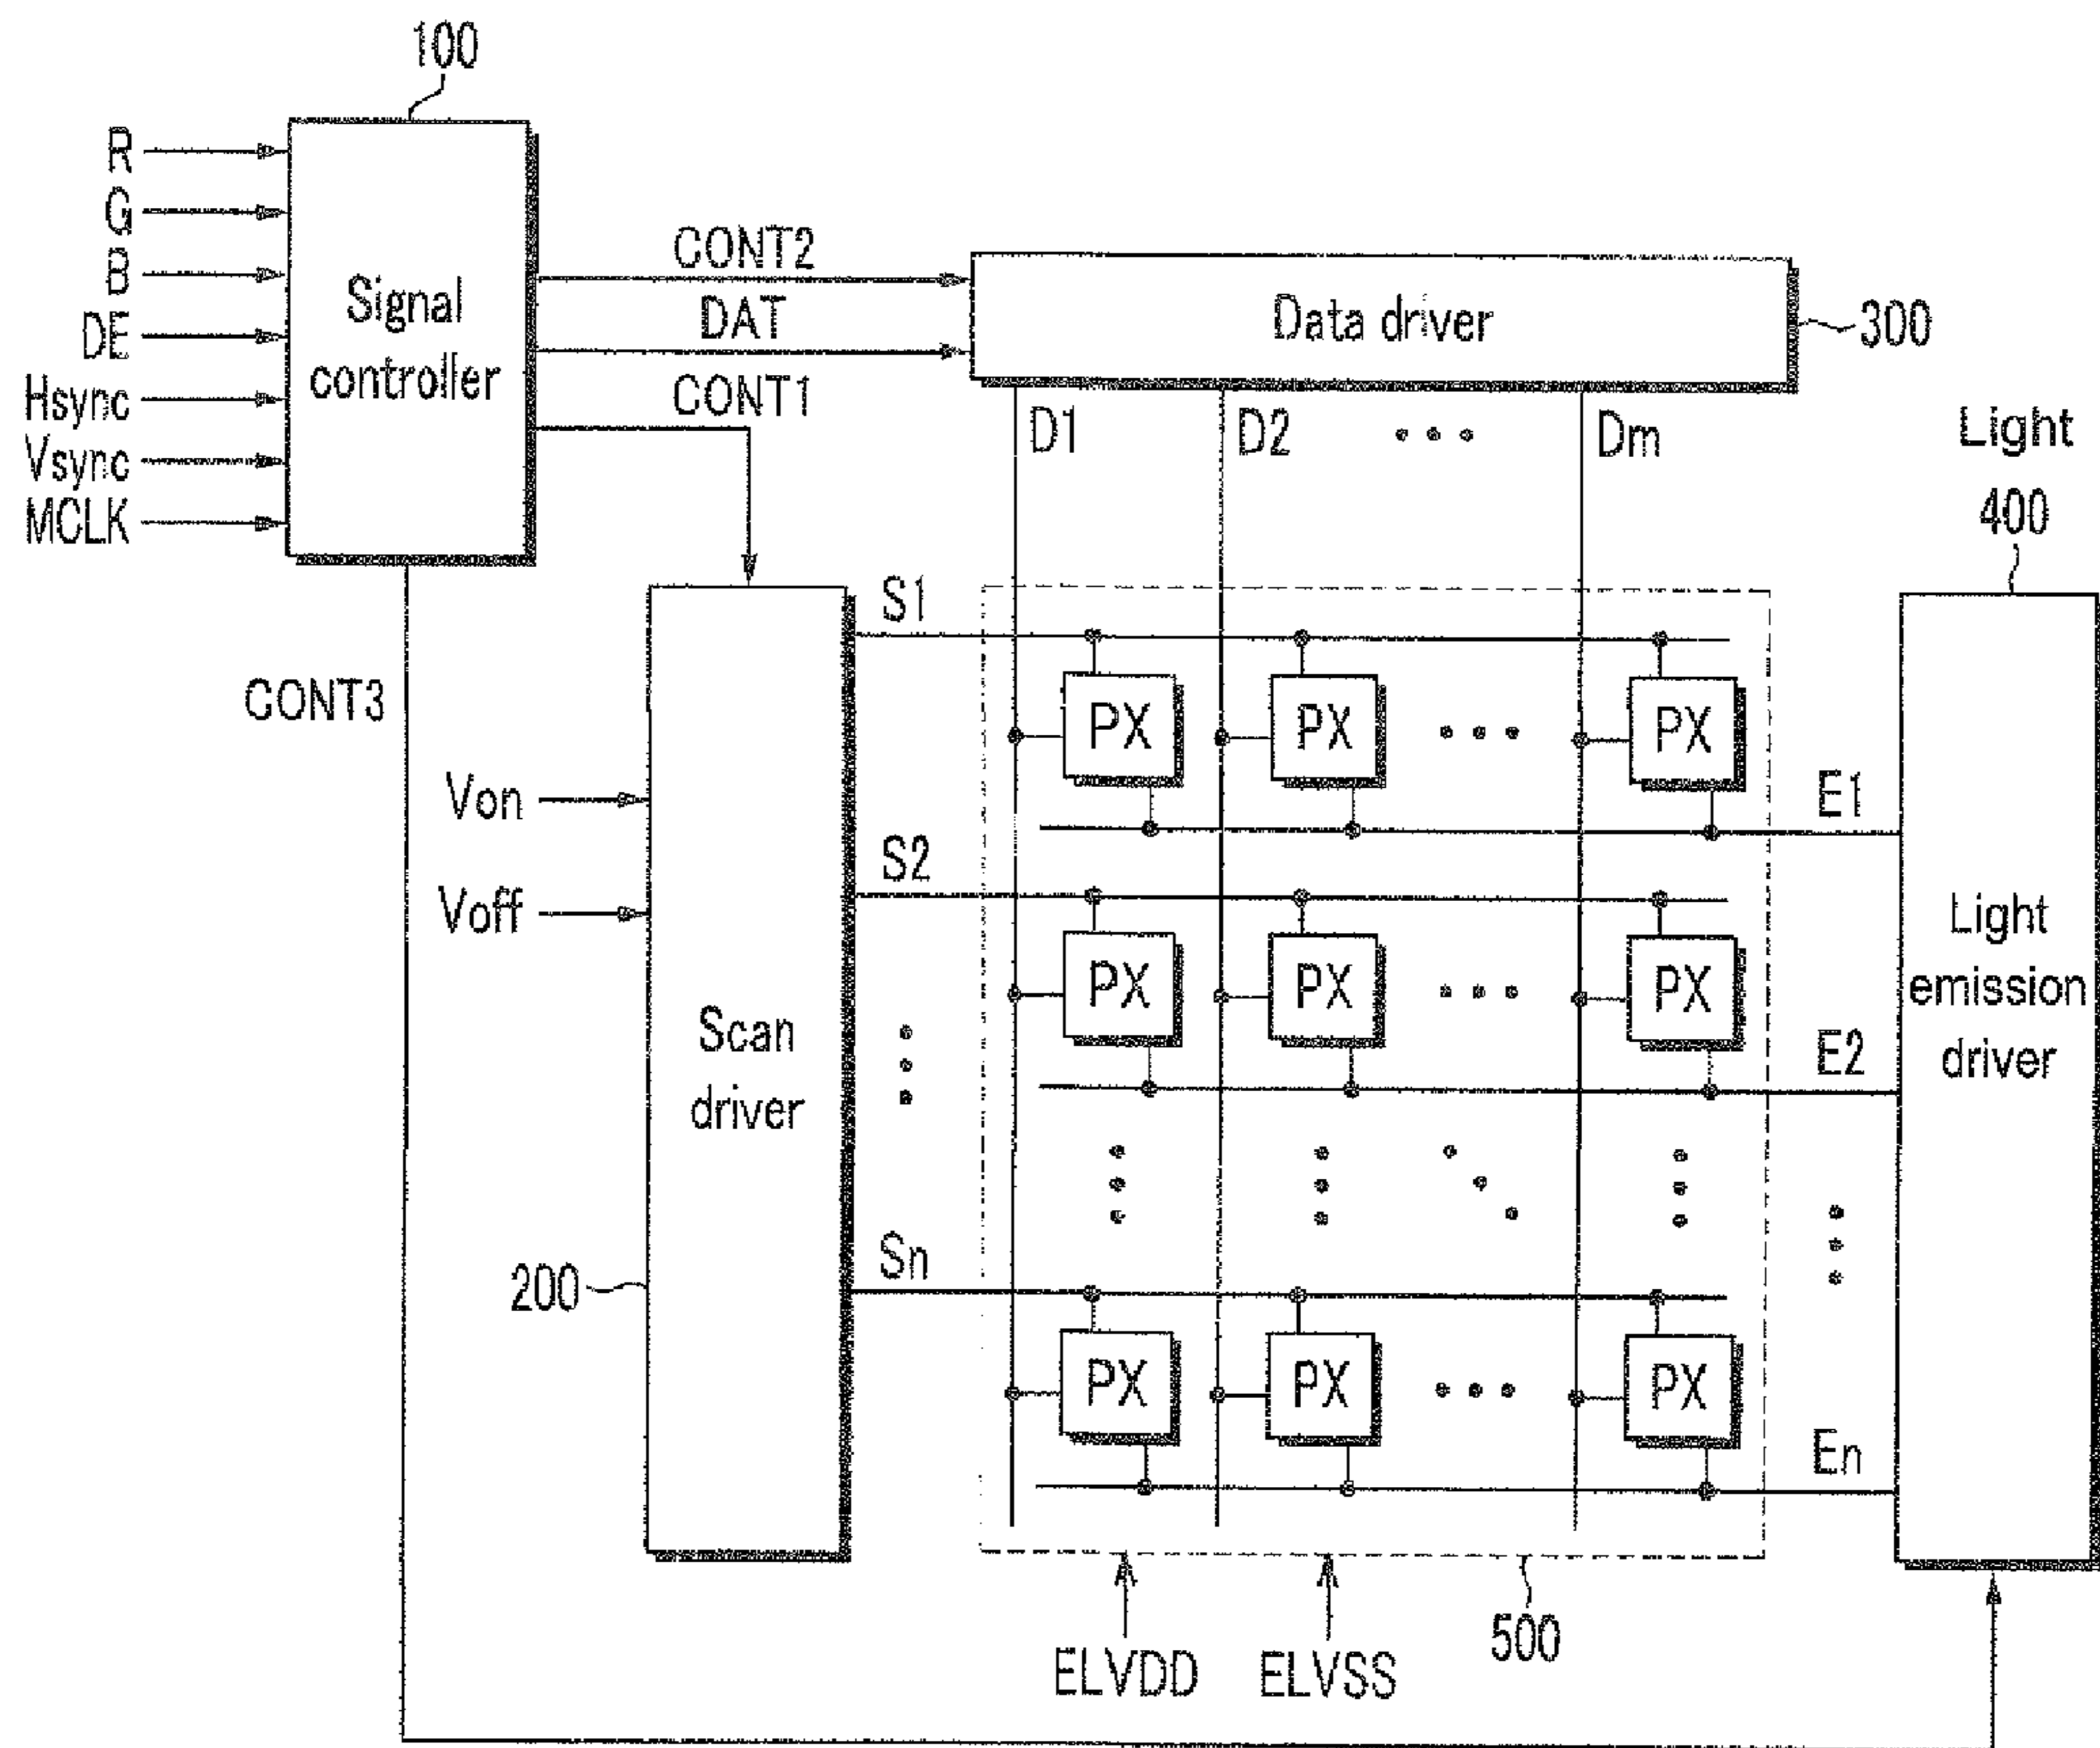 100
R
G
B
DE
Hsync
Vsync
MCLK
Signal
controller
CONT2
DAT
CONT1
Data driver
300
D1
D2
Dm
Light
400
CONT3
Von
Voff
Scan
driver
200
S1
PX
PX
PX
E1
S2
PX
PX
PX
E2
Sn
PX
PX
PX
En
Light
emission
driver
ELVDD
ELVSS
500